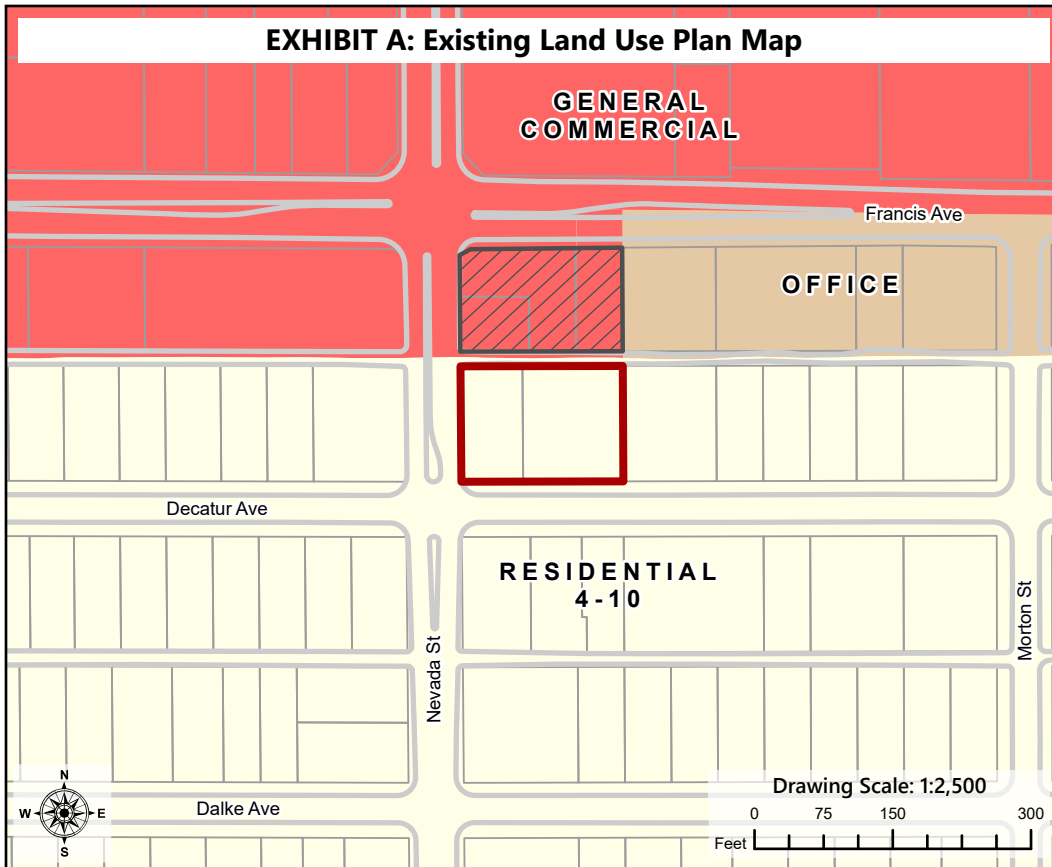 EXHIBIT A: Existing Land Use Plan Map
GENERAL
COMMERCIAL
Francis Ave
OFFICE
Decatur Ave
RESIDENTIAL
4-10
Nevada St
Morton St
Dalke Ave
N
W E
S
Drawing Scale: 1:2,500
0 75 150 300
Feet